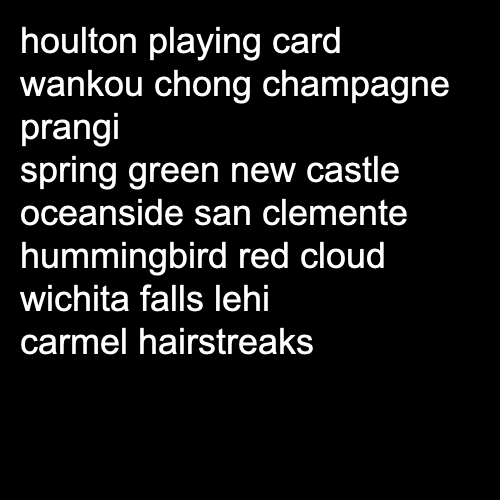 houlton playing card
wankou chong champagne
prangi
spring green new castle
oceanside san clemente
hummingbird red cloud
wichita falls lehi
carmel hairstreaks